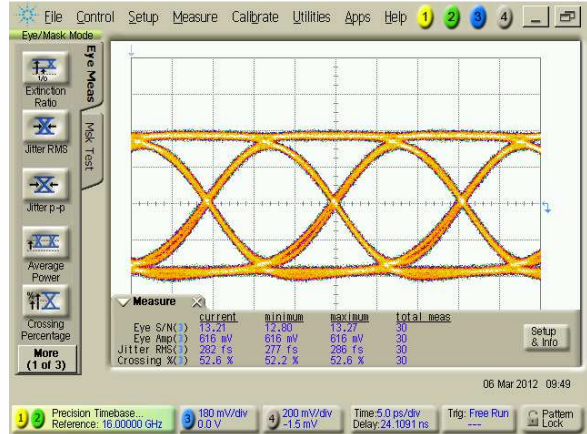 File Control Setup Measure Calibrate Utilities Apps Help 1 2 3 4
Eye/Mask Mode
Eye Meas
Msk Test
Extinction
Ratio
Jitter RMS
Jitter p-p
Average
Power
Crossing
Percentage
More
(1 of 3)
Measure
current minimum maximum total meas
Eye S/N(3) 13.21 12.80 13.27 30
Eye Amp(3) 616 mV 616 mV 616 mV 30
Jitter RMS(3) 282 fs 277 fs 286 fs 30
Crossing %(3) 52.6 % 52.2 % 52.6 % 30
Setup
& Info
06 Mar 2012 09:49
1 2 Precision Timebase...
Reference: 16.00000 GHz
3 180 mV/div
0.0 V
4 200 mV/div
-1.5 mV
Time:5.0 ps/div
Delay:24.1091 ns
Trig: Free Run
---
Pattern
Lock